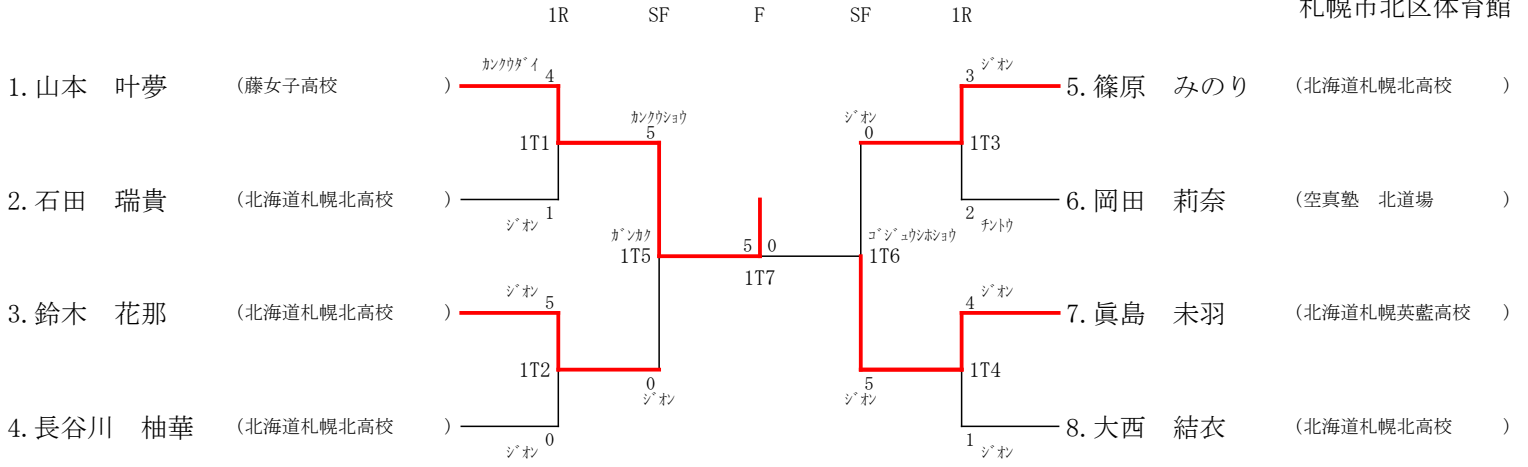 札幌市北区体育館
1R SF F SF 1R
ｶﾝｸｳﾀﾞｲ 4
1. 山本 叶夢 (藤女子高校 )
1T1
2. 石田 瑞貴 (北海道札幌北高校 )
ｼﾞｵﾝ 1
ｶﾝｸｳｼｮｳ
5
ｶﾞﾝｶｸ
1T5
ｼﾞｵﾝ 5
3. 鈴木 花那 (北海道札幌北高校 )
1T2
0
ｼﾞｵﾝ
4. 長谷川 柚華 (北海道札幌北高校 )
ｼﾞｵﾝ 0
5 0
1T7
3 ｼﾞｵﾝ
5. 篠原 みのり (北海道札幌北高校 )
1T3
6. 岡田 莉奈 (空真塾 北道場 )
2 ﾁﾝﾄｳ
ｼﾞｵﾝ
0
ｺﾞｼﾞｭｳｼﾎｼｮｳ
1T6
4 ｼﾞｵﾝ
7. 眞島 未羽 (北海道札幌英藍高校 )
1T4
5
ｼﾞｵﾝ
8. 大西 結衣 (北海道札幌北高校 )
1 ｼﾞｵﾝ